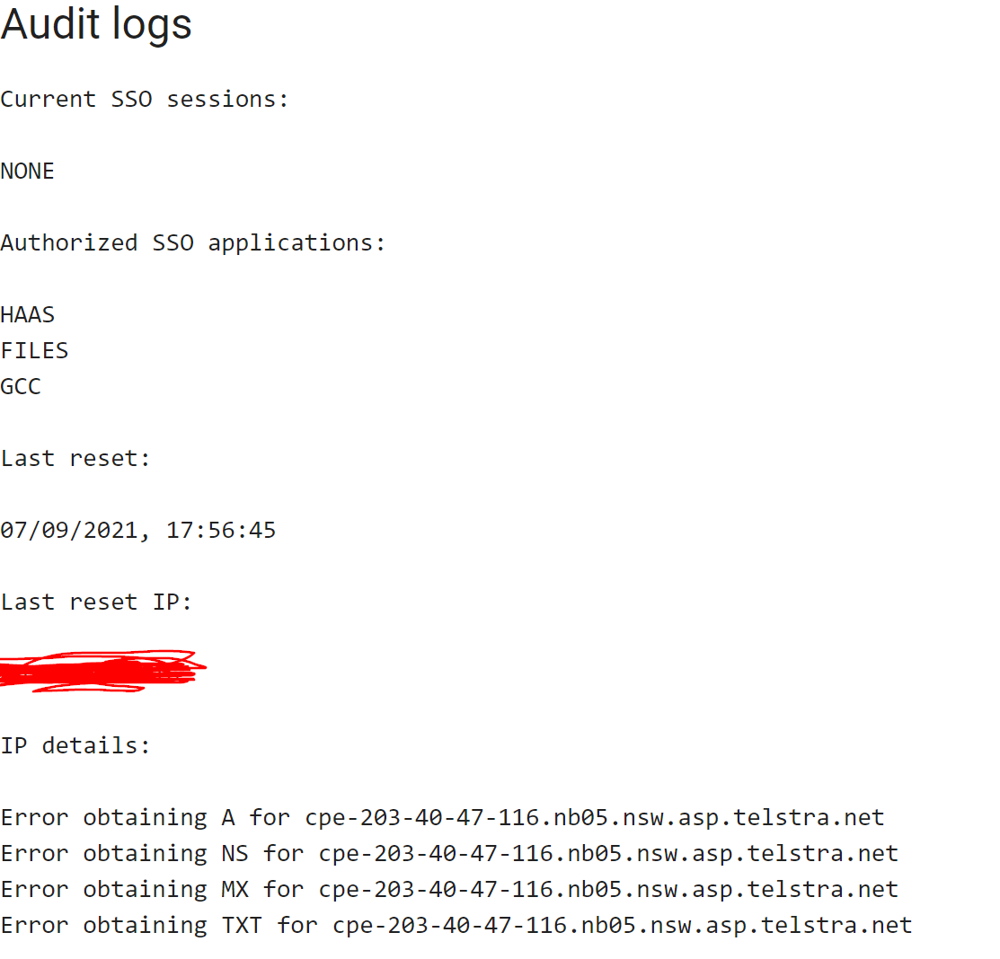 Audit logs
Current SSO sessions:
NONE
Authorized SSO applications:
HAAS
FILES
GCC
Last reset:
07/09/2021, 17:56:45
Last reset IP:
IP details:
Error obtaining A for cpe-203-40-47-116.nb05.nsw.asp.telstra.net
Error obtaining NS for cpe-203-40-47-116.nb05.nsw.asp.telstra.net
Error obtaining MX for cpe-203-40-47-116.nb05.nsw.asp.telstra.net
Error obtaining TXT for cpe-203-40-47-116.nb05.nsw.asp.telstra.net